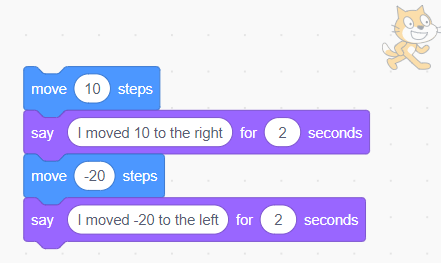 move 10 steps
say I moved 10 to the right for 2 seconds
move -20 steps
say I moved -20 to the left for 2 seconds